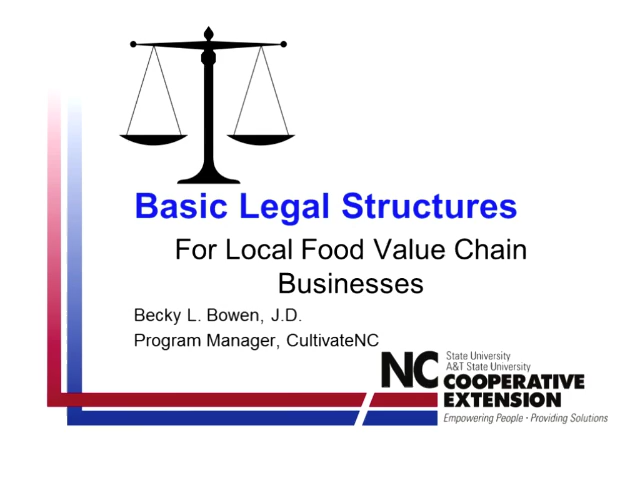 Basic Legal Structures
For Local Food Value Chain
Businesses
Becky L. Bowen, J.D.
Program Manager, CultivateNC
NC State University
A&T State University
COOPERATIVE
EXTENSION
Empowering People • Providing Solutions